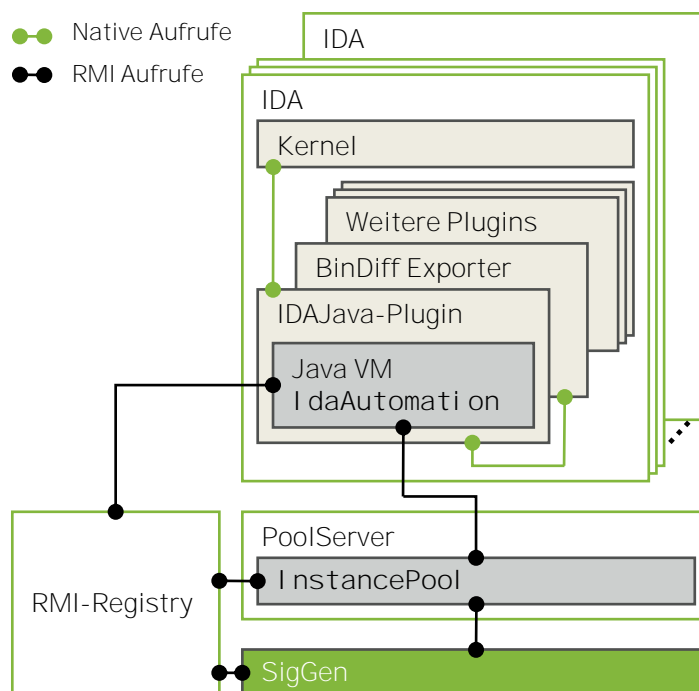 Native Aufrufe
RMI Aufrufe
IDA
IDA
Kernel
Weitere Plugins
BinDiff Exporter
IDAJava-Plugin
Java VM
IdaAutomation
PoolServer
InstancePool
RMI-Registry
SigGen